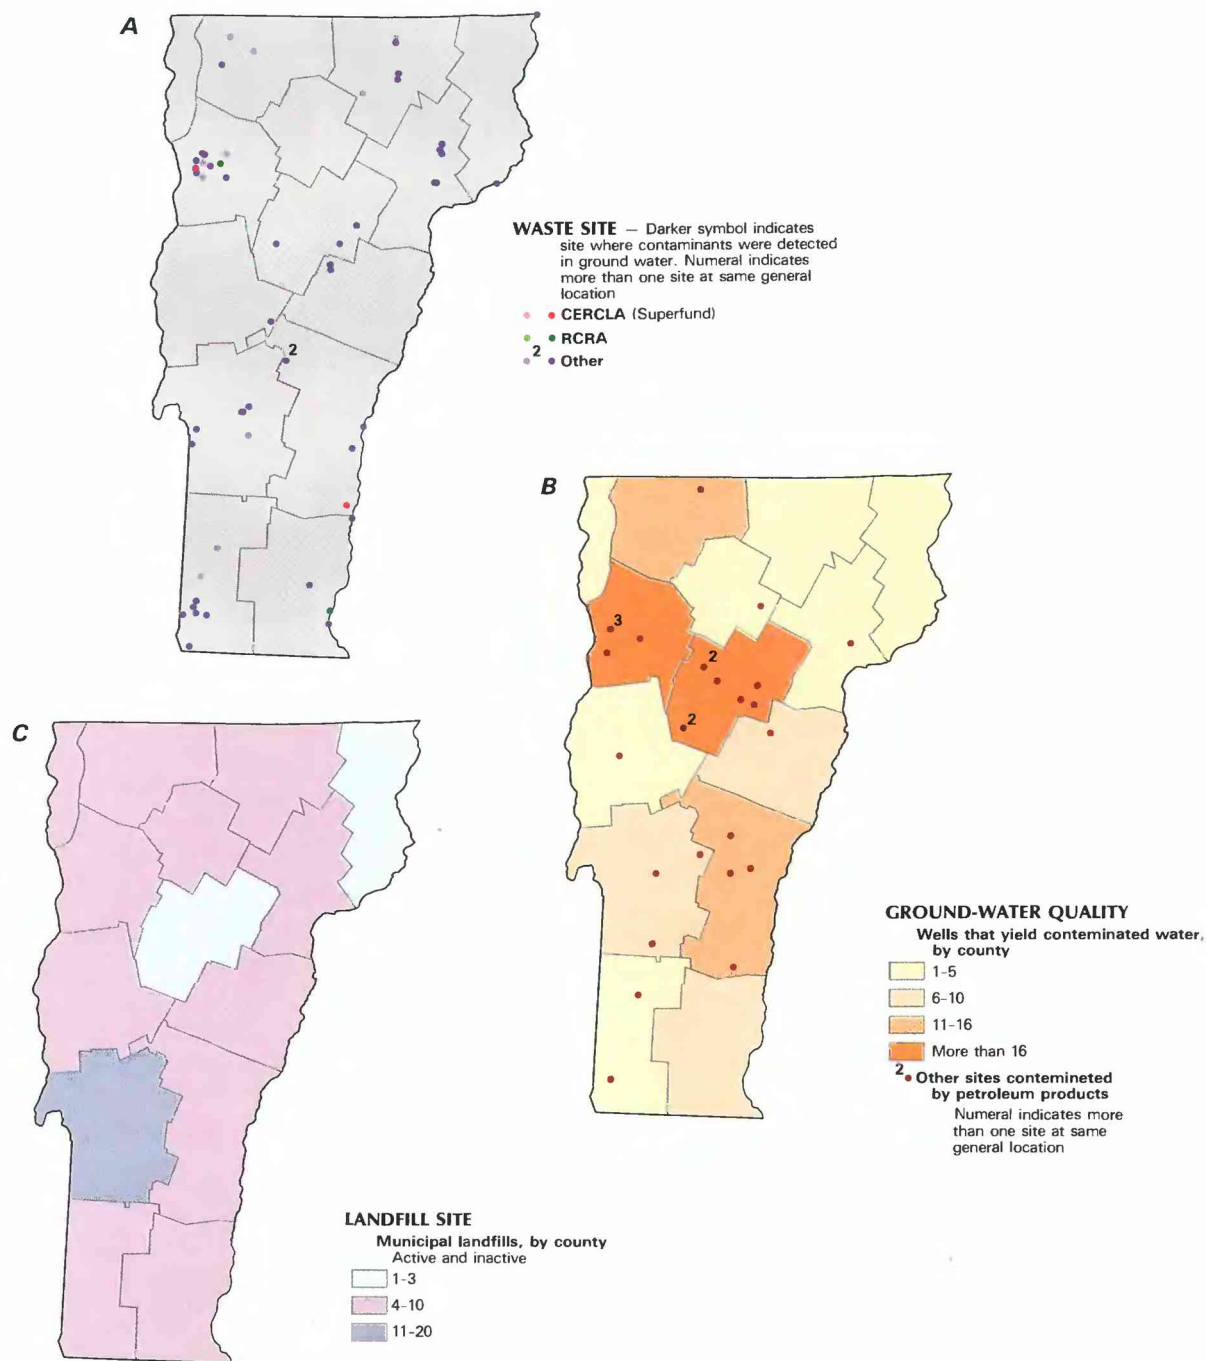 A
WASTE SITE — Darker symbol indicates
site where contaminants were detected
in ground water. Numeral indicates
more than one site at same general
location
CERCLA (Superfund)
RCRA
2 Other
2
B
3
2
2
GROUND-WATER QUALITY
Wells that yield contaminated water,
by county
1-5
6-10
11-16
More than 16
2 Other sites contemineted
by petroleum products
Numeral indicates more
than one site at same
general location
C
LANDFILL SITE
Municipal landfills, by county
Active and inactive
1-3
4-10
11-20